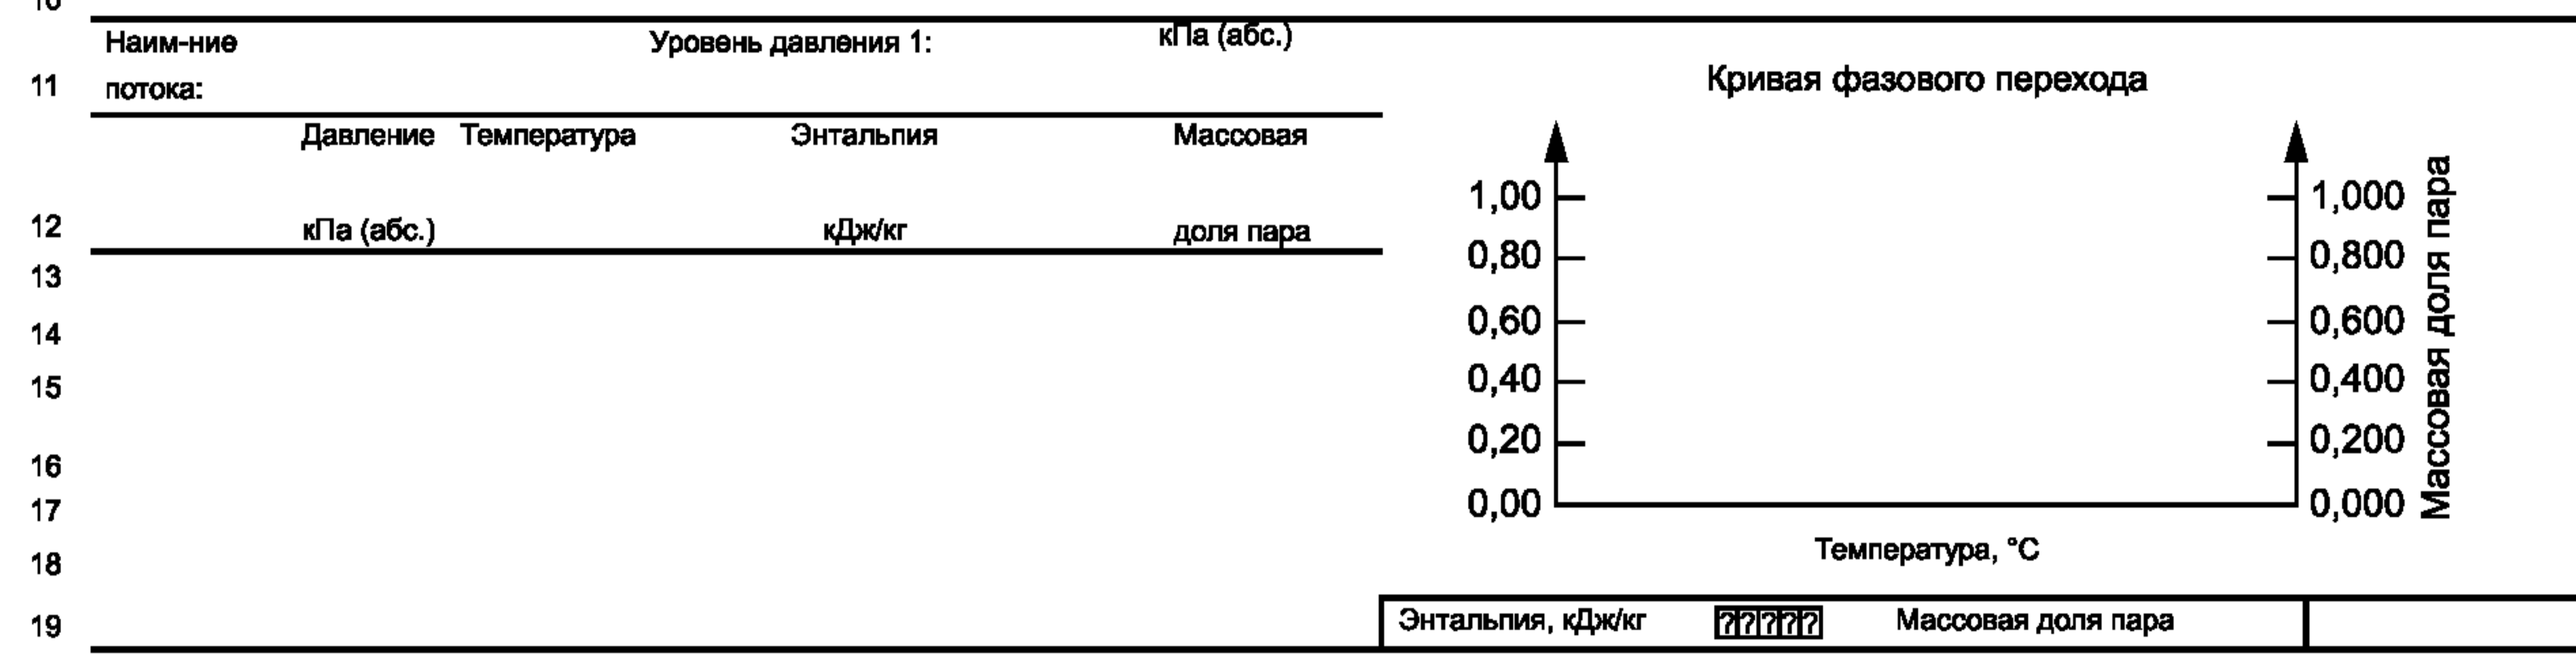 10
Наим-ние
Уровень давления 1:
кПа (абс.)
11
потока:
Давление Температура Энтальпия Массовая
12
кПа (абс.) кДж/кг доля пара
13
14
15
16
17
18
19
Кривая фазового перехода
1,00
0,80
0,60
0,40
0,20
0,00
1,000
0,800
0,600
0,400
0,200
0,000
Массовая доля пара
Температура, °С
Энтальпия, кДж/кг ????? Массовая доля пара